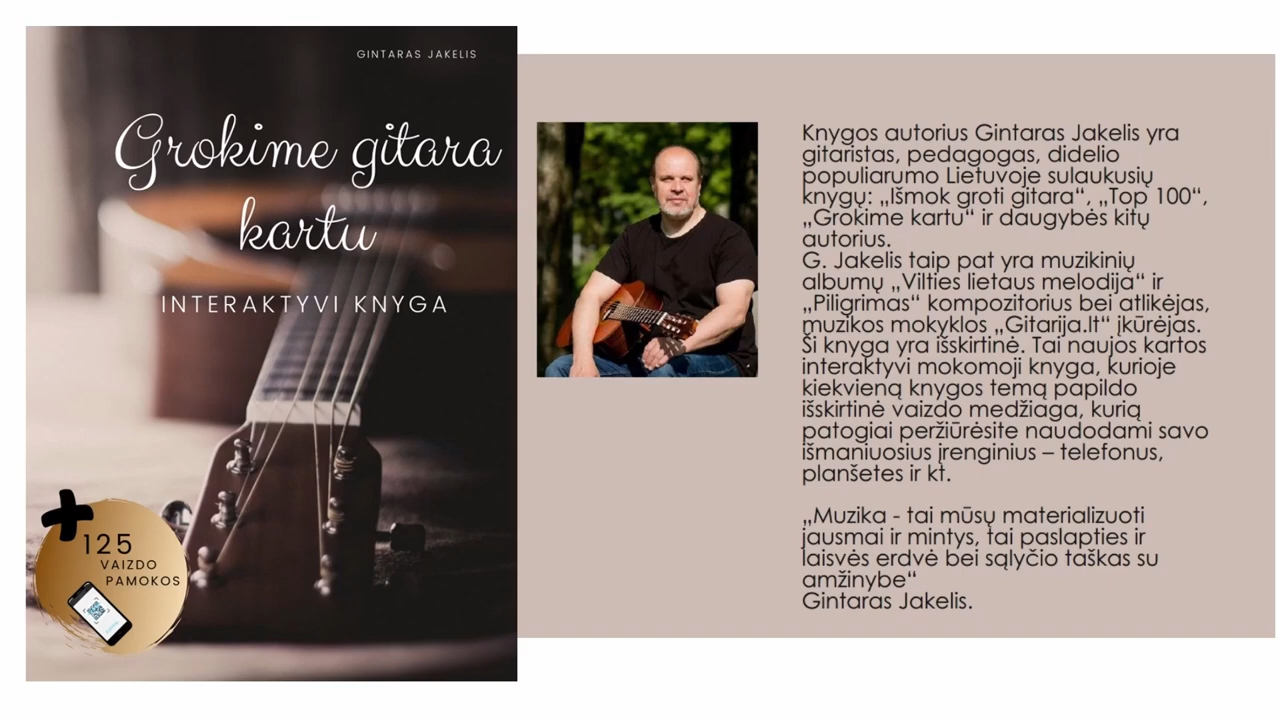 GINTARAS JAKELIS
Grokime gitara
kartu
INTERAKTYVI KNYGA
125
VAIZDO
PAMOKOS
Knygos autorius Gintaras Jakelis yra
gitaristas, pedagogas, didelio
populiarumo Lietuvoje sulaukusių
knygų: „Išmok groti gitara“, „Top 100“,
„Grokime kartu“ ir daugybės kitų
autorius.
G. Jakelis taip pat yra muzikinių
albumų „Vilties lietaus melodija“ ir
„Piligrimas“ kompozitorius bei atlikėjas,
muzikos mokyklos „Gitarija.lt“ įkūrėjas.
Ši knyga yra išskirtinė. Tai naujos kartos
interaktyvi mokomoji knyga, kurioje
kiekvieną knygos temą papildo
išskirtinė vaizdo medžiaga, kurią
patogiai peržiūrėsite naudodami savo
išmaniuosius įrenginius – telefonus,
planšetes ir kt.
„Muzika - tai mūsų materializuoti
jausmai ir mintys, tai paslapties ir
laisvės erdvė bei sąlyčio taškas su
amžinybe“
Gintaras Jakelis.